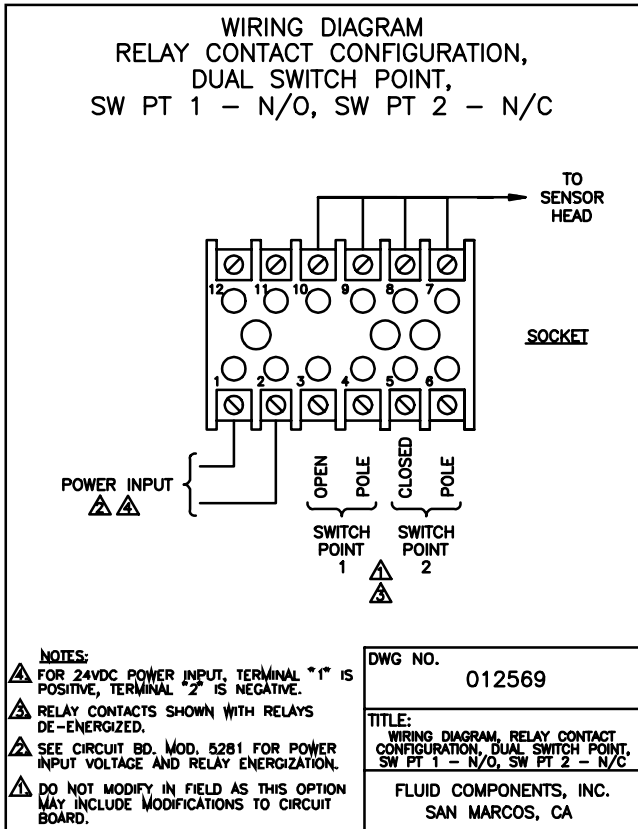 WIRING DIAGRAM
RELAY CONTACT CONFIGURATION,
DUAL SWITCH POINT,
SW PT 1 – N/O, SW PT 2 – N/C
TO
SENSOR
HEAD
12 11 10 9 8 7
SOCKET
1 2 3 4 5 6
POWER INPUT
2 4
OPEN
POLE
CLOSED
POLE
SWITCH
POINT
1
SWITCH
POINT
2
1
3
NOTES:
4 FOR 24VDC POWER INPUT, TERMINAL "1" IS
POSITIVE, TERMINAL "2" IS NEGATIVE.
3 RELAY CONTACTS SHOWN WITH RELAYS
DE-ENERGIZED.
2 SEE CIRCUIT BD. MOD. 5281 FOR POWER
INPUT VOLTAGE AND RELAY ENERGIZATION.
1 DO NOT MODIFY IN FIELD AS THIS OPTION
MAY INCLUDE MODIFICATIONS TO CIRCUIT
BOARD.
DWG NO.
012569
TITLE:
WIRING DIAGRAM, RELAY CONTACT
CONFIGURATION, DUAL SWITCH POINT,
SW PT 1 – N/O, SW PT 2 – N/C
FLUID COMPONENTS, INC.
SAN MARCOS, CA